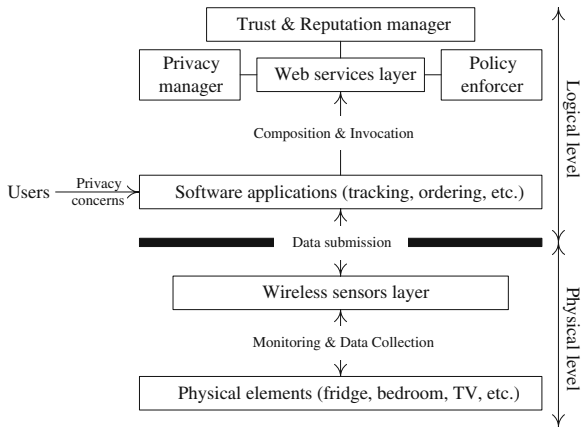 Trust & Reputation manager
Privacy
manager
Web services layer
Policy
enforcer
Composition & Invocation
Logical level
Users
Privacy
concerns
Software applications (tracking, ordering, etc.)
Data submission
Wireless sensors layer
Monitoring & Data Collection
Physical level
Physical elements (fridge, bedroom, TV, etc.)